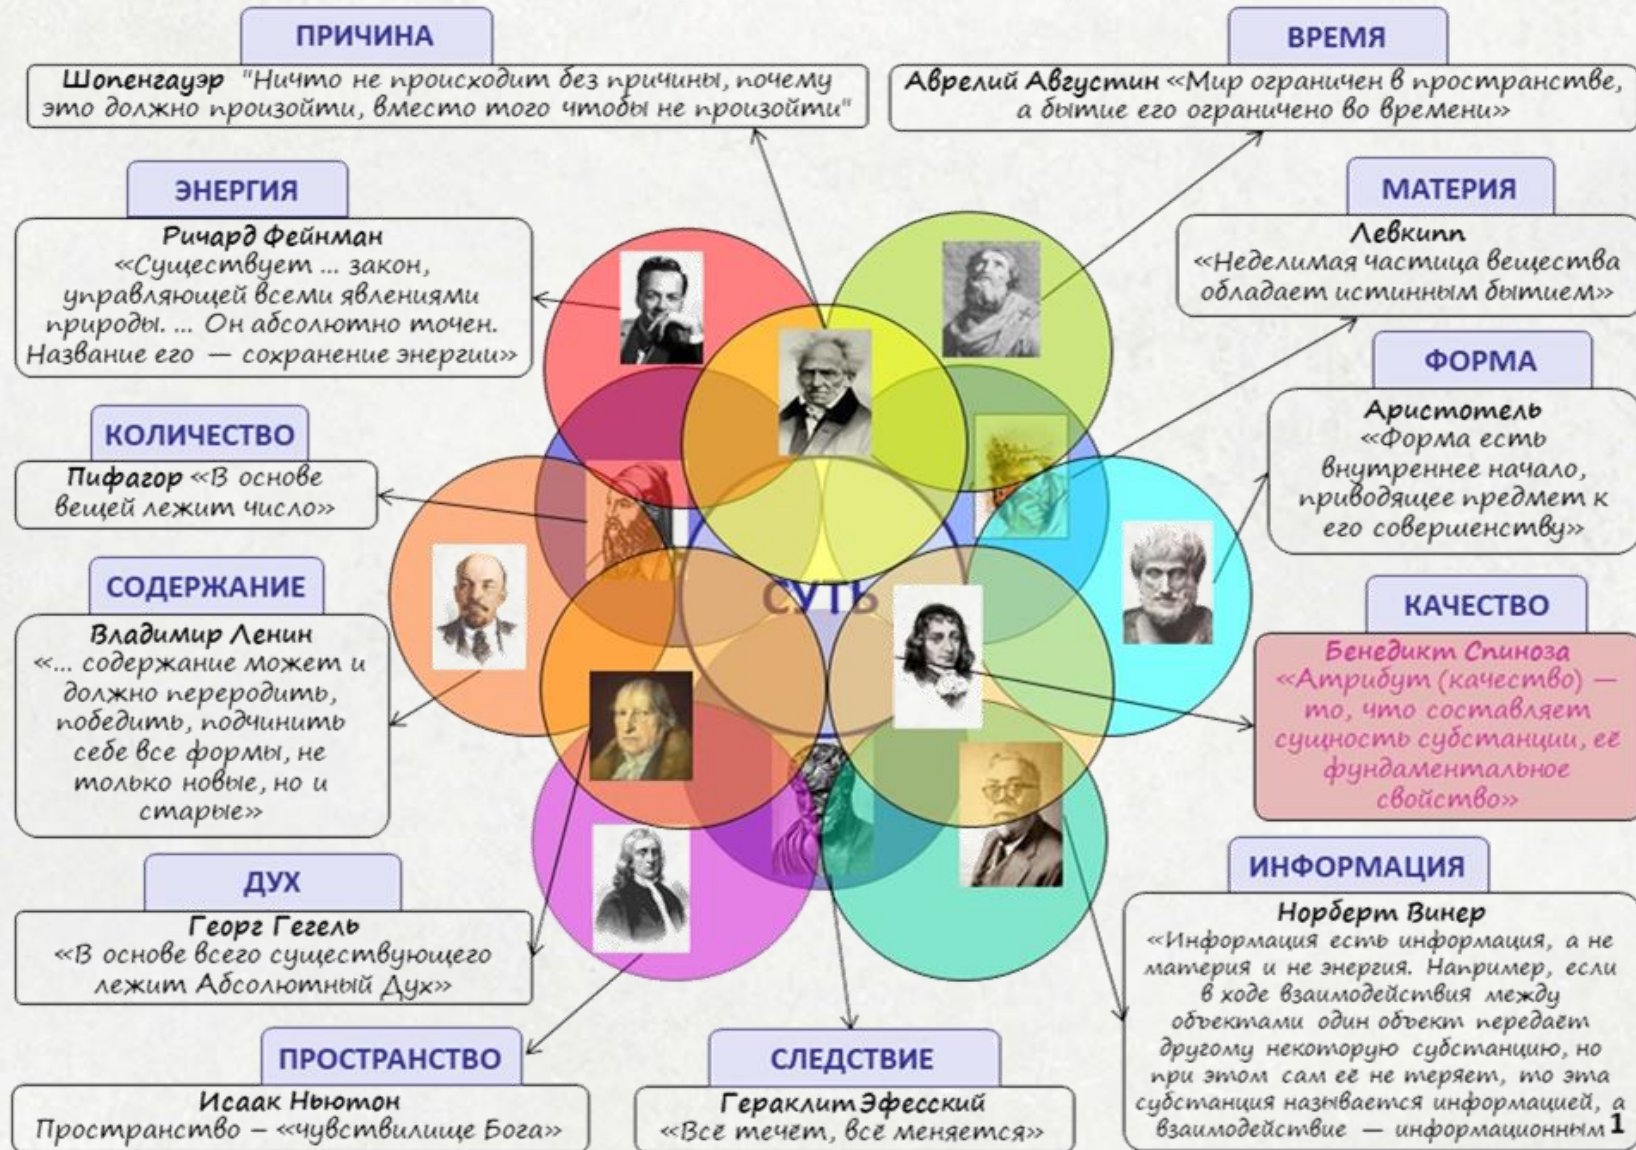 ПРИЧИНА
Шопенгауэр "Ничто не происходит без причины, почему
это должно произойти, вместо того чтобы не произойти"
ВРЕМЯ
Аврелий Августин «Мир ограничен в пространстве,
а бытие его ограничено во времени»
ЭНЕРГИЯ
Ричард Фейнман
«Существует ... закон,
управляющей всеми явлениями
природы. ... Он абсолютно точен.
Название его — сохранение энергии»
МАТЕРИЯ
Левкипп
«Неделимая частица вещества
обладает истинным бытием»
ФОРМА
Аристотель
«Форма есть
внутреннее начало,
приводящее предмет к
его совершенству»
КОЛИЧЕСТВО
Пифагор «В основе
вещей лежит число»
СОДЕРЖАНИЕ
Владимир Ленин
«... содержание может и
должно переродить,
победить, подчинить
себе все формы, не
только новые, но и
старые»
СУТЬ
КАЧЕСТВО
Бенедикт Спиноза
«Атрибут (качество) —
то, что составляет
сущность субстанции, её
фундаментальное
свойство»
ДУХ
Георг Гегель
«В основе всего существующего
лежит Абсолютный Дух»
ИНФОРМАЦИЯ
Норберт Винер
«Информация есть информация, а не
материя и не энергия. Например, если
в ходе взаимодействия между
объектами один объект передаёт
другому некоторую субстанцию, но
при этом сам её не теряет, то эта
субстанция называется информацией, а
взаимодействие — информационным
ПРОСТРАНСТВО
Исаак Ньютон
Пространство – «чувствилище Бога»
СЛЕДСТВИЕ
Гераклит Эфесский
«Всё течёт, всё меняется»
1